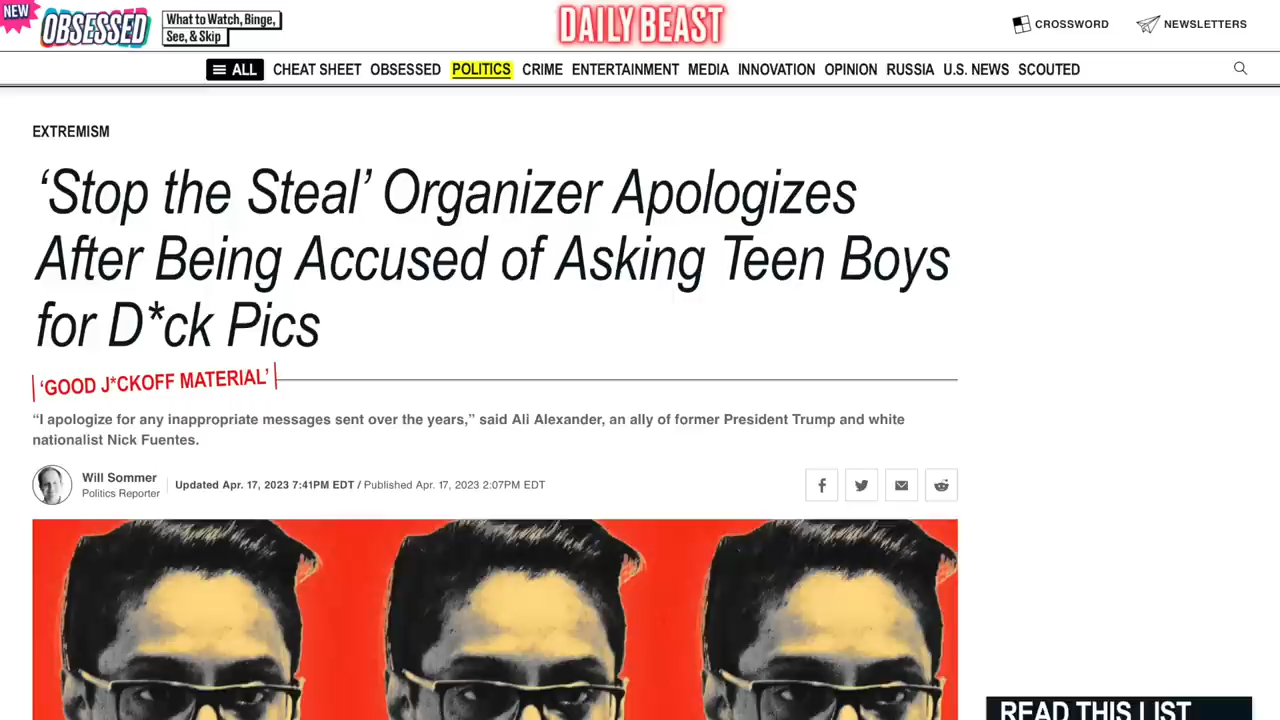 NEW
OBSESSED
What to Watch, Binge,
See, & Skip
DAILY BEAST
CROSSWORD
NEWSLETTERS
ALL CHEAT SHEET OBSESSED POLITICS CRIME ENTERTAINMENT MEDIA INNOVATION OPINION RUSSIA U.S. NEWS SCOUTED
EXTREMISM
‘Stop the Steal’ Organizer Apologizes
After Being Accused of Asking Teen Boys
for D*ck Pics
‘GOOD J*CKOFF MATERIAL’
“I apologize for any inappropriate messages sent over the years,” said Ali Alexander, an ally of former President Trump and white
nationalist Nick Fuentes.
Will Sommer
Politics Reporter
Updated Apr. 17, 2023 7:41PM EDT / Published Apr. 17, 2023 2:07PM EDT
READ THIS LIST